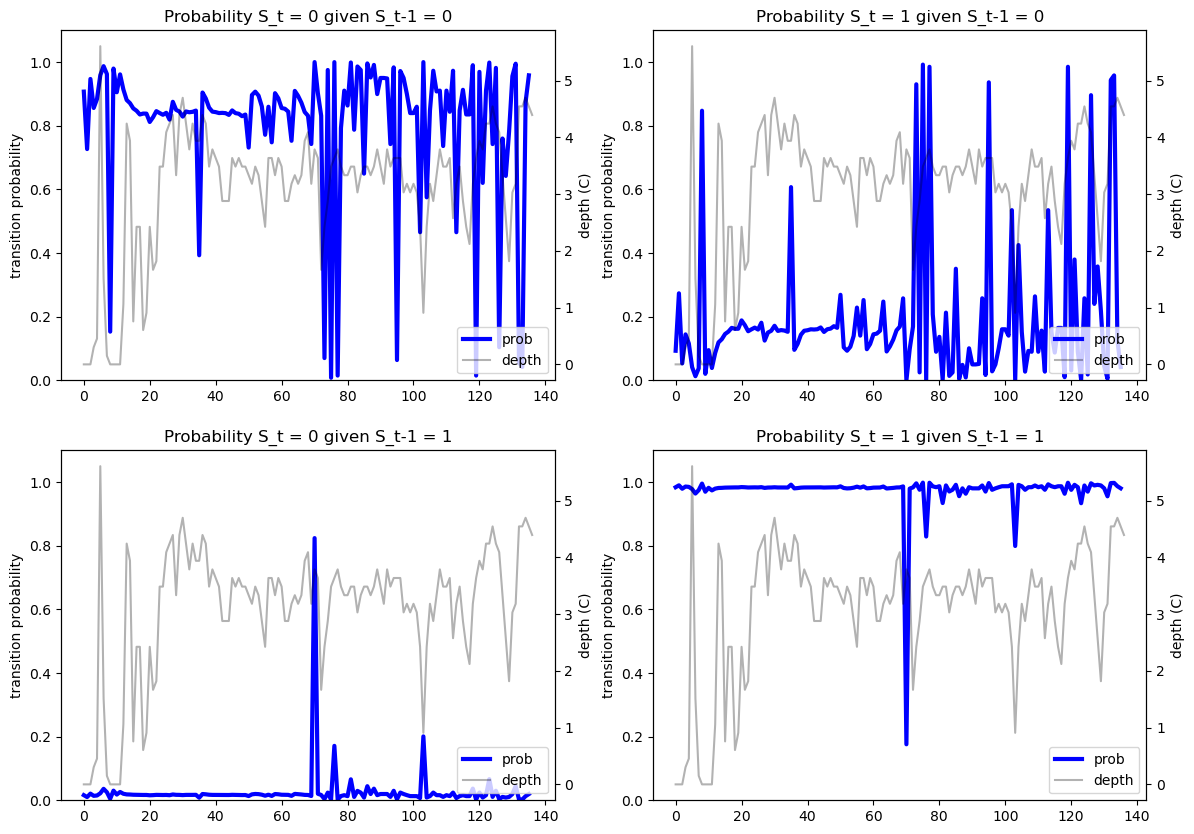 Probability S_t = 0 given S_t-1 = 0
1.0
0.8
0.6
0.4
0.2
0.0
transition probability
5
4
3
2
1
0
depth (C)
prob
depth
0 20 40 60 80 100 120 140
Probability S_t = 1 given S_t-1 = 0
1.0
0.8
0.6
0.4
0.2
0.0
transition probability
5
4
3
2
1
0
depth (C)
prob
depth
0 20 40 60 80 100 120 140
Probability S_t = 0 given S_t-1 = 1
1.0
0.8
0.6
0.4
0.2
0.0
transition probability
5
4
3
2
1
0
depth (C)
prob
depth
0 20 40 60 80 100 120 140
Probability S_t = 1 given S_t-1 = 1
1.0
0.8
0.6
0.4
0.2
0.0
transition probability
5
4
3
2
1
0
depth (C)
prob
depth
0 20 40 60 80 100 120 140